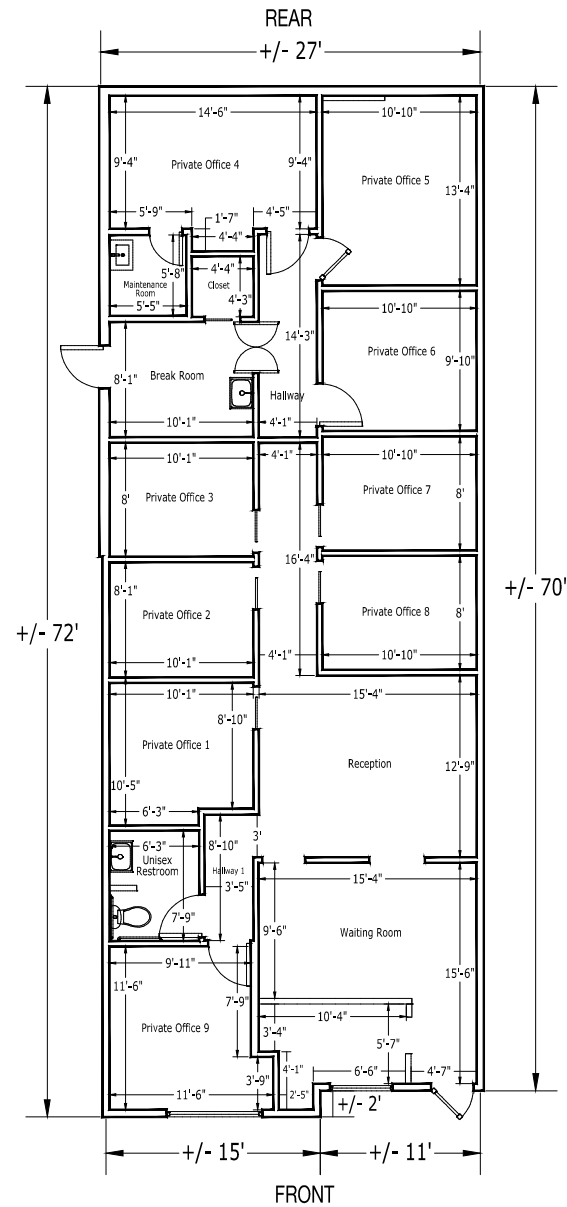 REAR
+/- 27'
14'-6"
10'-10"
9'-4"
Private Office 4
9'-4"
Private Office 5
13'-4"
5'-9"
1'-7"
4'-5"
4'-4"
5'-8"
Maintenance
Room
5'-5"
4'-4"
Closet
4'-3"
10'-10"
14'-3"
Private Office 6
9'-10"
8'-1"
Break Room
Hallway
10'-1"
4'-1"
10'-1"
4'-1"
10'-10"
8'
Private Office 3
Private Office 7
8'
16'-4"
8'-1"
+/- 70'
Private Office 2
Private Office 8
8'
+/- 72'
10'-1"
4'-1"
10'-10"
10'-1"
15'-4"
8'-10"
Private Office 1
Reception
12'-9"
10'-5"
6'-3"
6'-3"
8'-10"
3'
Unisex
Restroom
Hallway 1
3'-5"
15'-4"
7'-9"
9'-6"
Waiting Room
15'-6"
9'-11"
11'-6"
7'-9"
10'-4"
Private Office 9
3'-4"
5'-7"
4'-1"
6'-6"
4'-7"
3'-9"
11'-6"
2'-5"
+/- 2'
+/- 15'
+/- 11'
FRONT